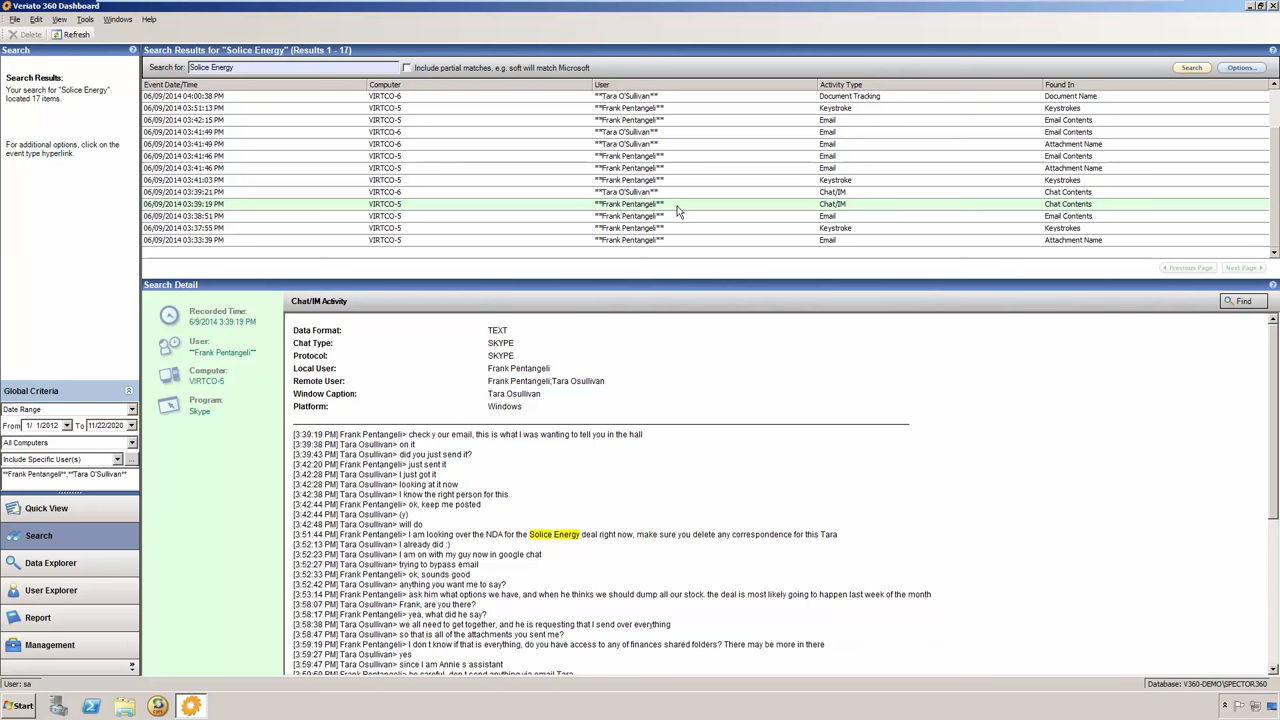 Veriato 360 Dashboard
File Edit View Tools Windows Help
Delete Refresh
Search
Search Results:
Your search for "Solice Energy"
located 17 items.
For additional options, click on the
event type hyperlink.
Global Criteria
Date Range
From 1/ 1/2012 To 11/22/2020
All Computers
Include Specific User(s) ...
**Frank Pentangeli**,**Tara O'Sullivan**
Quick View
Search
Data Explorer
User Explorer
Report
Management
Search Results for "Solice Energy" (Results 1 - 17)
Search for: Solice Energy Include partial matches, e.g. soft will match Microsoft Search Options...
Event Date/Time Computer User Activity Type Found In
06/09/2014 04:00:38 PM VIRTCO-6 **Tara O'Sullivan** Document Tracking Document Name
06/09/2014 03:51:13 PM VIRTCO-5 **Frank Pentangeli** Keystroke Keystrokes
06/09/2014 03:42:15 PM VIRTCO-5 **Frank Pentangeli** Email Email Contents
06/09/2014 03:41:49 PM VIRTCO-6 **Tara O'Sullivan** Email Email Contents
06/09/2014 03:41:49 PM VIRTCO-6 **Tara O'Sullivan** Email Attachment Name
06/09/2014 03:41:46 PM VIRTCO-5 **Frank Pentangeli** Email Email Contents
06/09/2014 03:41:46 PM VIRTCO-5 **Frank Pentangeli** Email Attachment Name
06/09/2014 03:41:03 PM VIRTCO-5 **Frank Pentangeli** Keystroke Keystrokes
06/09/2014 03:39:21 PM VIRTCO-6 **Tara O'Sullivan** Chat/IM Chat Contents
06/09/2014 03:39:19 PM VIRTCO-5 **Frank Pentangeli** Chat/IM Chat Contents
06/09/2014 03:38:51 PM VIRTCO-5 **Frank Pentangeli** Email Email Contents
06/09/2014 03:37:55 PM VIRTCO-5 **Frank Pentangeli** Keystroke Keystrokes
06/09/2014 03:33:39 PM VIRTCO-5 **Frank Pentangeli** Email Attachment Name
Previous Page Next Page
Search Detail
Recorded Time:
6/9/2014 3:39:19 PM
User:
**Frank Pentangeli**
Computer:
VIRTCO-5
Program:
Skype
Chat/IM Activity Find
Data Format: TEXT
Chat Type: SKYPE
Protocol: SKYPE
Local User: Frank Pentangeli
Remote User: Frank Pentangeli;Tara Osullivan
Window Caption: Tara Osullivan
Platform: Windows
[3:39:19 PM] Frank Pentangeli> check y our email, this is what I was wanting to tell you in the hall
[3:39:38 PM] Tara Osullivan> on it
[3:39:43 PM] Tara Osullivan> did you just send it?
[3:42:20 PM] Frank Pentangeli> just sent it
[3:42:28 PM] Tara Osullivan> I just got it
[3:42:28 PM] Tara Osullivan> looking at it now
[3:42:38 PM] Tara Osullivan> I know the right person for this
[3:42:44 PM] Frank Pentangeli> ok, keep me posted
[3:42:44 PM] Tara Osullivan> (y)
[3:42:48 PM] Tara Osullivan> will do
[3:51:44 PM] Frank Pentangeli> I am looking over the NDA for the Solice Energy deal right now, make sure you delete any correspondence for this Tara
[3:52:13 PM] Tara Osullivan> I already did :)
[3:52:23 PM] Tara Osullivan> I am on with my guy now in google chat
[3:52:27 PM] Tara Osullivan> trying to bypass email
[3:52:33 PM] Frank Pentangeli> ok, sounds good
[3:52:42 PM] Tara Osullivan> anything you want me to say?
[3:53:14 PM] Frank Pentangeli> ask him what options we have, and when he thinks we should dump all our stock. the deal is most likely going to happen last week of the month
[3:58:07 PM] Tara Osullivan> Frank, are you there?
[3:58:17 PM] Frank Pentangeli> yea, what did he say?
[3:58:38 PM] Tara Osullivan> we all need to get together, and he is requesting that I send over everything
[3:58:47 PM] Tara Osullivan> so that is all of the attachments you sent me?
[3:59:19 PM] Frank Pentangeli> I don t know if that is everything, do you have access to any of finances shared folders? There may be more in there
[3:59:27 PM] Tara Osullivan> yes
[3:59:47 PM] Tara Osullivan> since I am Annie s assistant
[3:59:59 PM] Frank Pentangeli> be careful, don t send anything via email Tara
User: sa
Database: V360-DEMO\SPECTOR360
Start